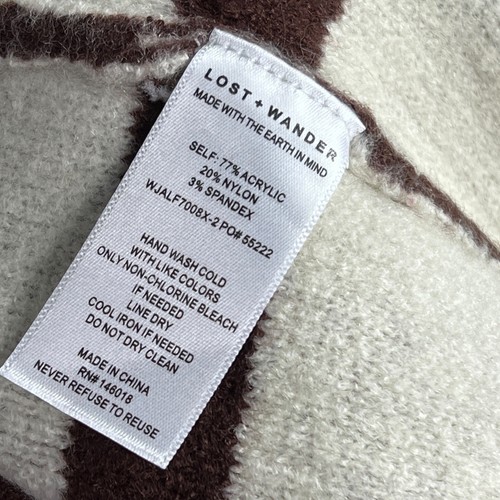 LOST + WANDER
MADE WITH THE EARTH IN MIND
SELF: 77% ACRYLIC
20% NYLON
3% SPANDEX
WJALF7008X-2 PO# 55222
HAND WASH COLD
WITH LIKE COLORS
ONLY NON-CHLORINE BLEACH
IF NEEDED
LINE DRY
COOL IRON IF NEEDED
DO NOT DRY CLEAN
MADE IN CHINA
RN# 146018
NEVER REFUSE TO REUSE